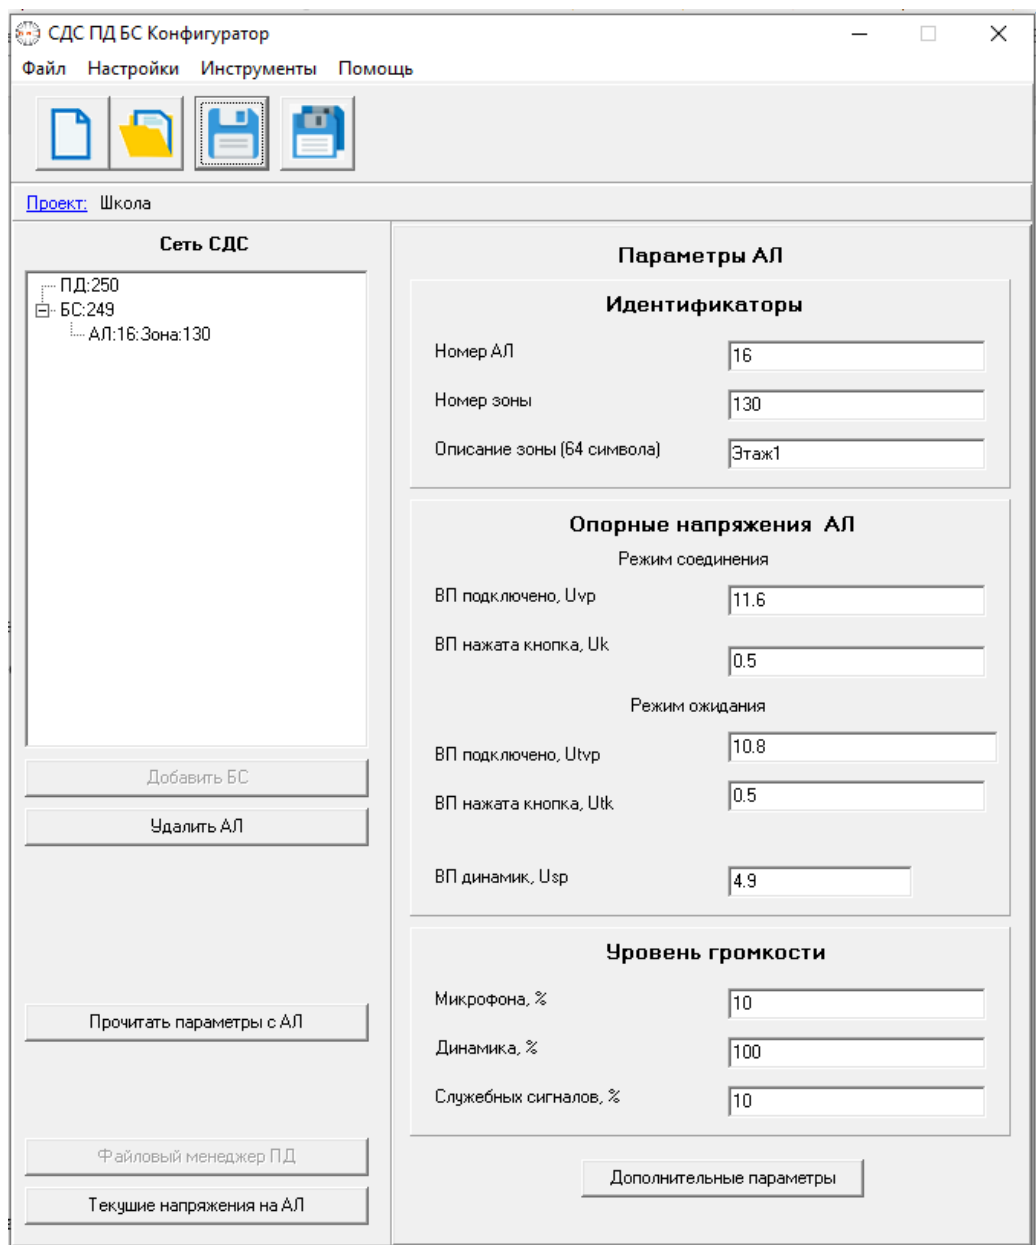 СДС ПД БС Конфигуратор
Файл Настройки Инструменты Помощь
Проект: Школа
Сеть СДС
ПД:250
БС:249
АЛ:16:Зона:130
Добавить БС
Удалить АЛ
Прочитать параметры с АЛ
Файловый менеджер ПД
Текушие напряжения на АЛ
Параметры АЛ
Идентификаторы
Номер АЛ 16
Номер зоны 130
Описание зоны (64 символа) Этаж1
Опорные напряжения АЛ
Режим соединения
ВП подключено, Uvp 11.6
ВП нажата кнопка, Uk 0.5
Режим ожидания
ВП подключено, Utvp 10.8
ВП нажата кнопка, Utk 0.5
ВП динамик, Usp 4.9
Уровень громкости
Микрофона, % 10
Динамика, % 100
Служебных сигналов, % 10
Дополнительные параметры